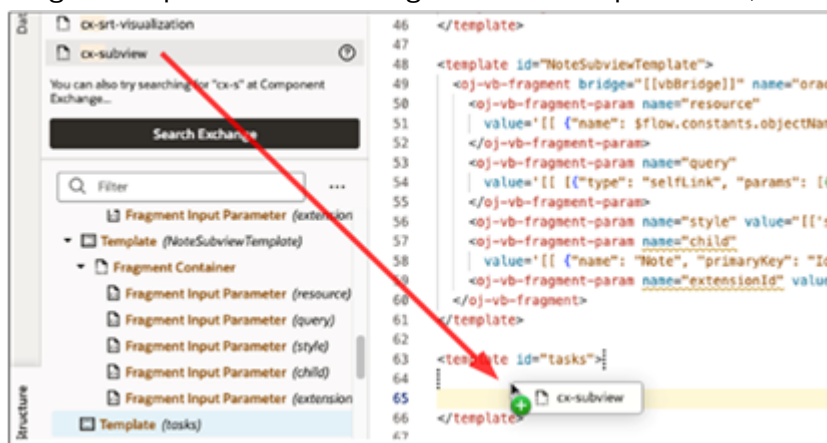 Dat
cx-srt-visualization
cx-subview
You can also try searching for "cx-s" at Component
Exchange...
Search Exchange
Filter
Fragment Input Parameter (extension
Template (NoteSubviewTemplate)
Fragment Container
Fragment Input Parameter (resource)
Fragment Input Parameter (query)
Fragment Input Parameter (style)
Fragment Input Parameter (child)
Fragment Input Parameter (extension
Template (tasks)
Structure
46 </template>
47
48 <template id="NoteSubviewTemplate">
49 <oj-vb-fragment bridge="[[vbBridge]]" name="orac
50 <oj-vb-fragment-param name="resource"
51 value='[[ {"name": $flow.constants.objectNam
52 </oj-vb-fragment-param>
53 <oj-vb-fragment-param name="query"
54 value='[[ [{"type": "selfLink", "params": [{
55 </oj-vb-fragment-param>
56 <oj-vb-fragment-param name="style" value="[['s
57 <oj-vb-fragment-param name="child"
58 value='[[ {"name": "Note", "primaryKey": "Id
59 <oj-vb-fragment-param name="extensionId" value
60 </oj-vb-fragment>
61 </template>
62
63 <template id="tasks">
64
65 cx-subview
66 </template>
67